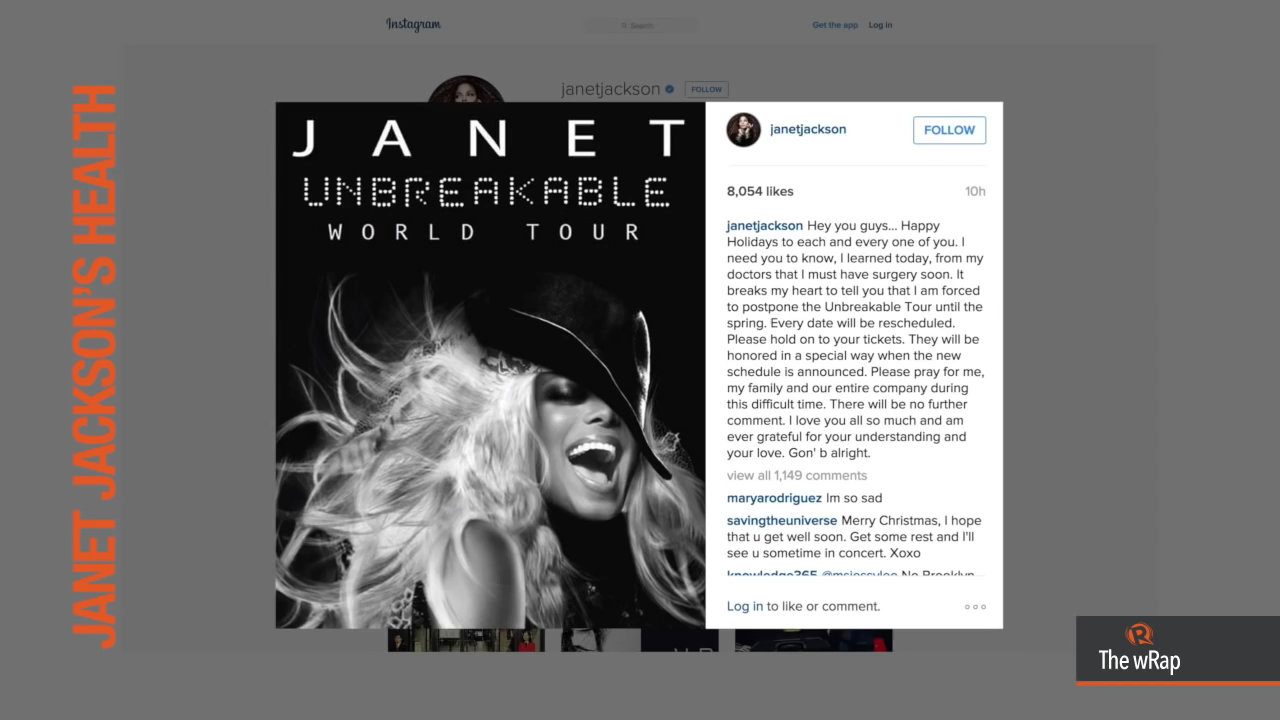 Instagram
Search
Get the app Log in
janetjackson FOLLOW
JANET JACKSON'S HEALTH
JANET
UNBREAKABLE
WORLD TOUR
janetjackson
FOLLOW
8,054 likes 10h
janetjackson Hey you guys... Happy
Holidays to each and every one of you. I
need you to know, I learned today, from my
doctors that I must have surgery soon. It
breaks my heart to tell you that I am forced
to postpone the Unbreakable Tour until the
spring. Every date will be rescheduled.
Please hold on to your tickets. They will be
honored in a special way when the new
schedule is announced. Please pray for me,
my family and our entire company during
this difficult time. There will be no further
comment. I love you all so much and am
ever grateful for your understanding and
your love. Gon' b alright.
view all 1,149 comments
maryarodriguez Im so sad
savingtheuniverse Merry Christmas, I hope
that u get well soon. Get some rest and I'll
see u sometime in concert. Xoxo
knowledge365 @msjessylee No Brooklyn
Log in to like or comment.
The wRap